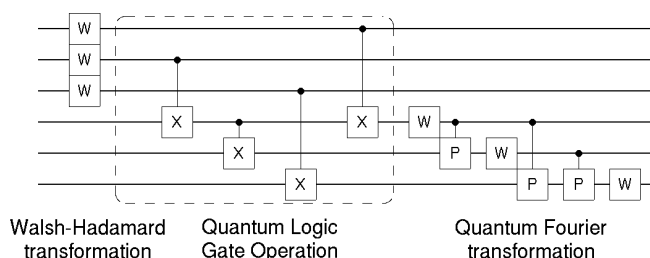 W
W
W
X
X
X
X
W
P
W
P
P
W
Walsh-Hadamard
transformation
Quantum Logic
Gate Operation
Quantum Fourier
transformation